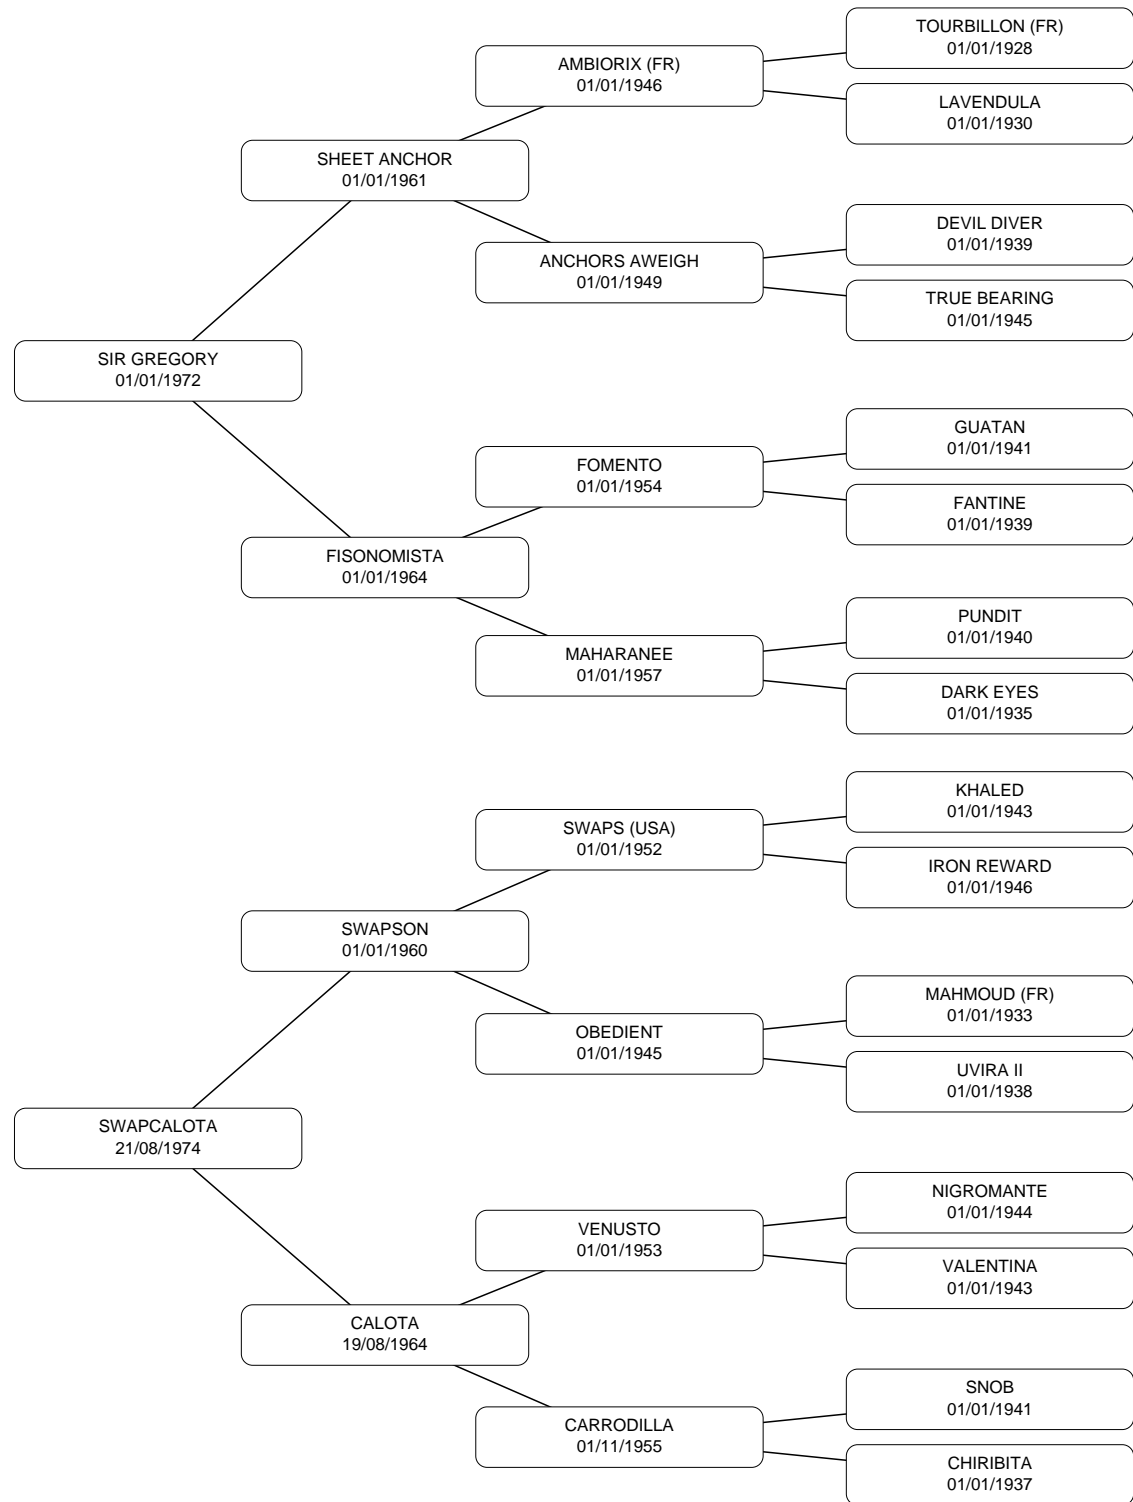 TOURBILLON (FR)
01/01/1928
AMBIORIX (FR)
01/01/1946
LAVENDULA
01/01/1930
SHEET ANCHOR
01/01/1961
DEVIL DIVER
01/01/1939
ANCHORS AWEIGH
01/01/1949
TRUE BEARING
01/01/1945
SIR GREGORY
01/01/1972
GUATAN
01/01/1941
FOMENTO
01/01/1954
FANTINE
01/01/1939
FISONOMISTA
01/01/1964
PUNDIT
01/01/1940
MAHARANEE
01/01/1957
DARK EYES
01/01/1935
KHALED
01/01/1943
SWAPS (USA)
01/01/1952
IRON REWARD
01/01/1946
SWAPSON
01/01/1960
MAHMOUD (FR)
01/01/1933
OBEDIENT
01/01/1945
UVIRA II
01/01/1938
SWAPCALOTA
21/08/1974
NIGROMANTE
01/01/1944
VENUSTO
01/01/1953
VALENTINA
01/01/1943
CALOTA
19/08/1964
SNOB
01/01/1941
CARRODILLA
01/11/1955
CHIRIBITA
01/01/1937